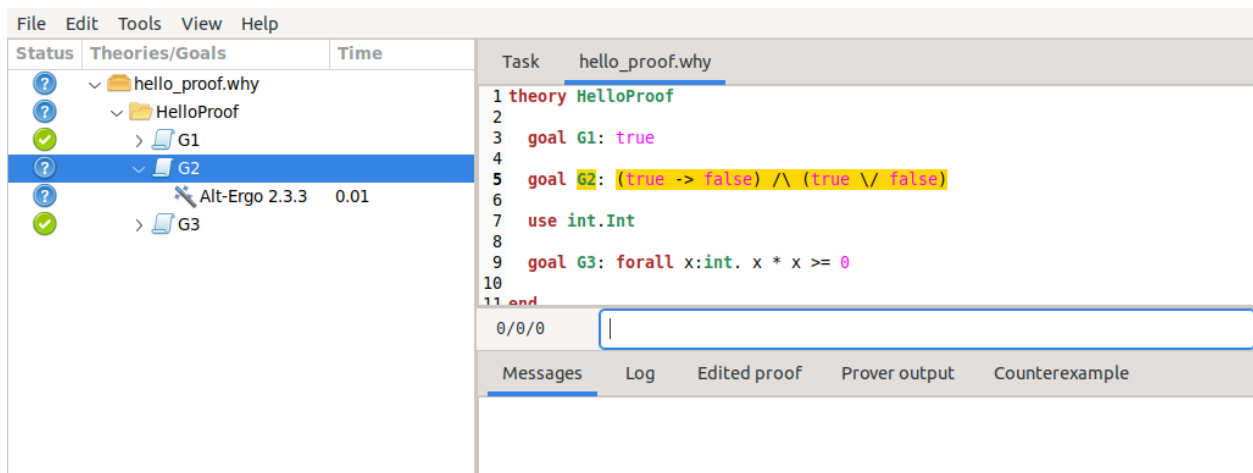 File Edit Tools View Help
Status Theories/Goals Time
hello_proof.why
HelloProof
G1
G2
Alt-Ergo 2.3.3 0.01
G3
Task hello_proof.why
1 theory HelloProof
2
3 goal G1: true
4
5 goal G2: (true -> false) /\ (true \/ false)
6
7 use int.Int
8
9 goal G3: forall x:int. x * x >= 0
10
11 end
0/0/0
Messages Log Edited proof Prover output Counterexample